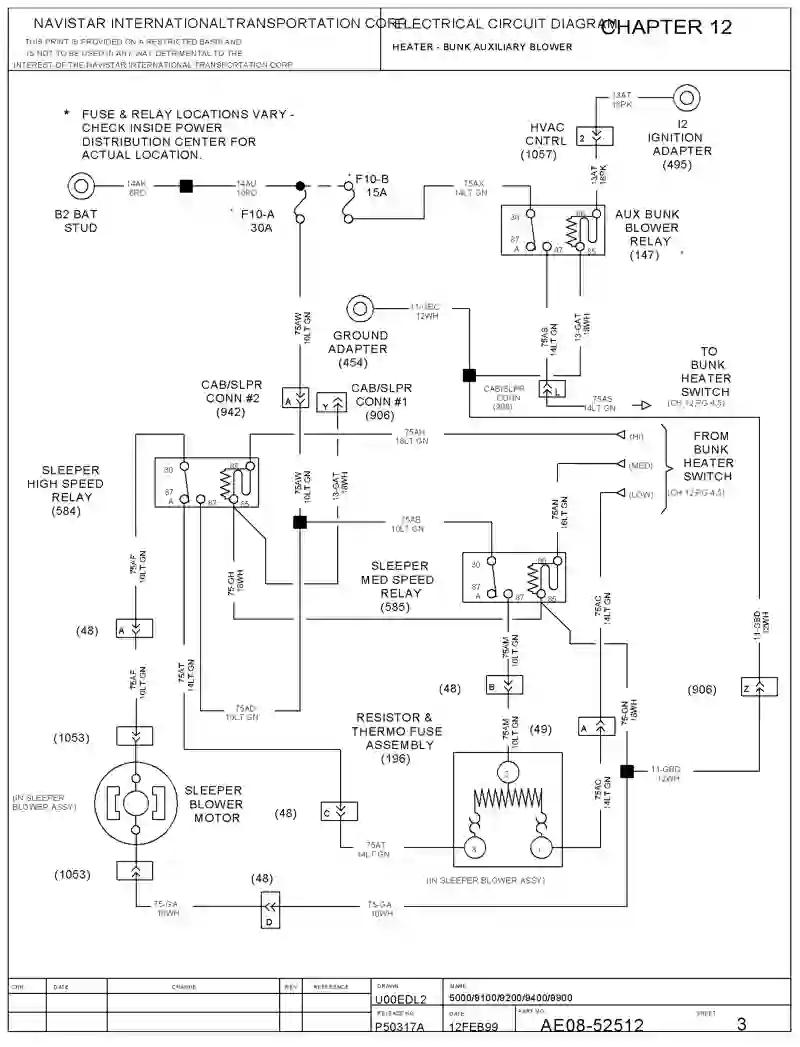 NAVISTAR INTERNATIONALTRANSPORTATION CORP.
ELECTRICAL CIRCUIT DIAGRAM
CHAPTER 12
THIS PRINT IS PROVIDED ON A RESTRICTED BASIS AND
IS NOT TO BE USED IN ANY WAY DETRIMENTAL TO THE
INTEREST OF THE NAVISTAR INTERNATIONAL TRANSPORTATION CORP
HEATER - BUNK AUXILIARY BLOWER
* FUSE & RELAY LOCATIONS VARY -
CHECK INSIDE POWER
DISTRIBUTION CENTER FOR
ACTUAL LOCATION.
13AT
16PK
I2
IGNITION
ADAPTER
(495)
HVAC
CNTRL
(1057)
2
13AT
16PK
B2 BAT
STUD
14AK
6RD
14AU
10RD
* F10-A
30A
* F10-B
15A
75AX
14LT GN
30
86
87
A
87
85
AUX BUNK
BLOWER
RELAY
(147)
*
75AW
10LT GN
GROUND
ADAPTER
(454)
11-GEC
12WH
75AS
14LT GN
13-GAT
18WH
CAB/SLPR
CONN #2
(942)
A
Y
CAB/SLPR
CONN #1
(906)
CAB/SLPR
CONN
L
75AS
14LT GN
TO
BUNK
HEATER
SWITCH
(CH 12,PG 4,5)
75AH
16LT GN
(HI)
(MED)
(LOW)
FROM
BUNK
HEATER
SWITCH
(CH 12,PG 4,5)
SLEEPER
HIGH SPEED
RELAY
(584)
30
86
87
A
87
85
75AW
10LT GN
13-GAT
18WH
75AN
16LT GN
75AB
10LT GN
75AF
10LT GN
75-GH
18WH
SLEEPER
MED SPEED
RELAY
(585)
30
86
87
A
87
85
75AC
14LT GN
11-GBD
12WH
(48)
A
75AF
10LT GN
75AT
14LT GN
75AM
10LT GN
(48)
B
75AD
10LT GN
75-GN
18WH
(906)
Z
(1053)
RESISTOR &
THERMO FUSE
ASSEMBLY
(196)
75AM
10LT GN
(49)
A
11-GBD
12WH
(IN SLEEPER
BLOWER ASSY)
SLEEPER
BLOWER
MOTOR
(48)
C
75AC
14LT GN
75AT
14LT GN
(IN SLEEPER BLOWER ASSY)
(1053)
(48)
D
75-GA
10WH
75-GA
10WH
CHK
DATE
CHANGE
REV
REFERENCE
DRAWN
U00EDL2
NAME
5000/9100/9200/9400/9900
RELEASE NO.
P50317A
DATE
12FEB99
PART NO.
AE08-52512
SHEET
3